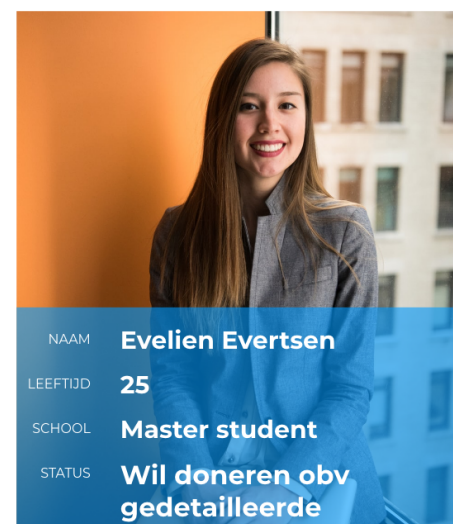 NAAM Evelien Evertsen
LEEFTIJD 25
SCHOOL Master student
STATUS Wil doneren obv
gedetailleerde